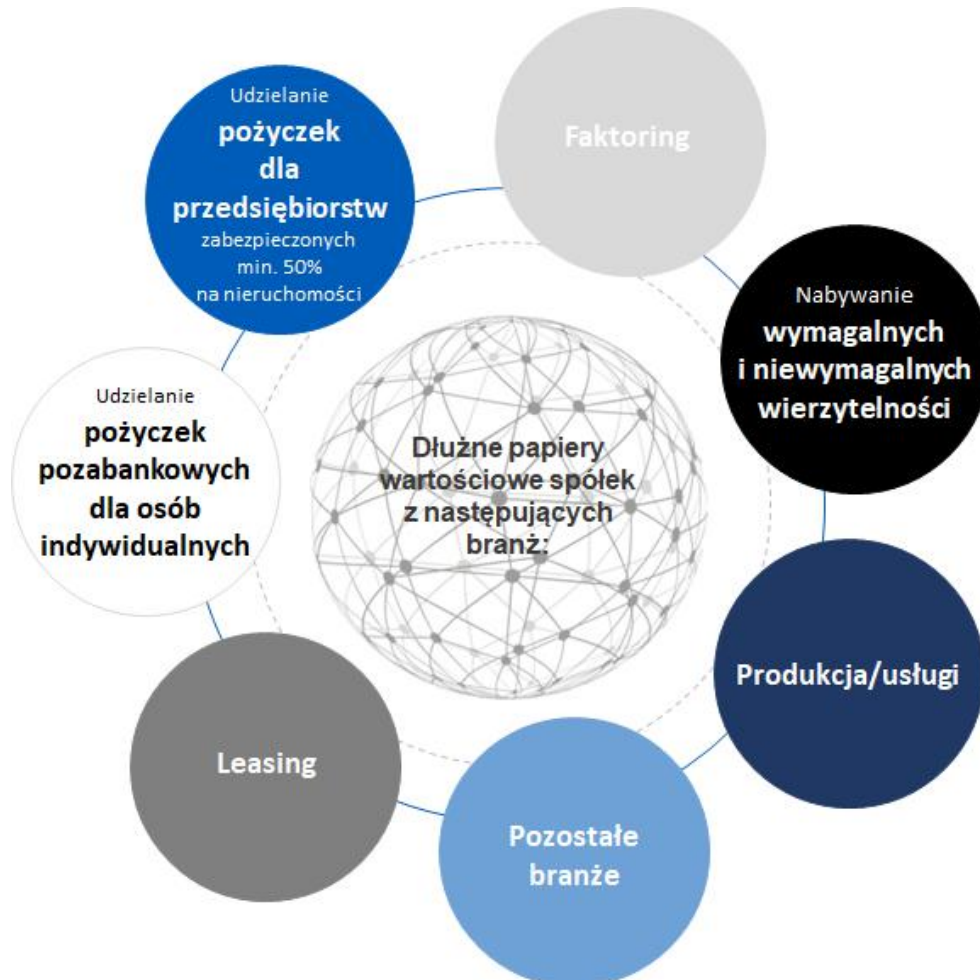 Udzielanie
pożyczek
dla
przedsiębiorstw
zabezpieczonych
min. 50%
na nieruchomości
Faktoring
Nabywanie
wymagalnych
i niewymagalnych
wierzytelności
Udzielanie
pożyczek
pozabankowych
dla osób
indywidualnych
Dłużne papiery
wartościowe spółek
z następujących
branż:
Produkcja/usługi
Leasing
Pozostałe
branże